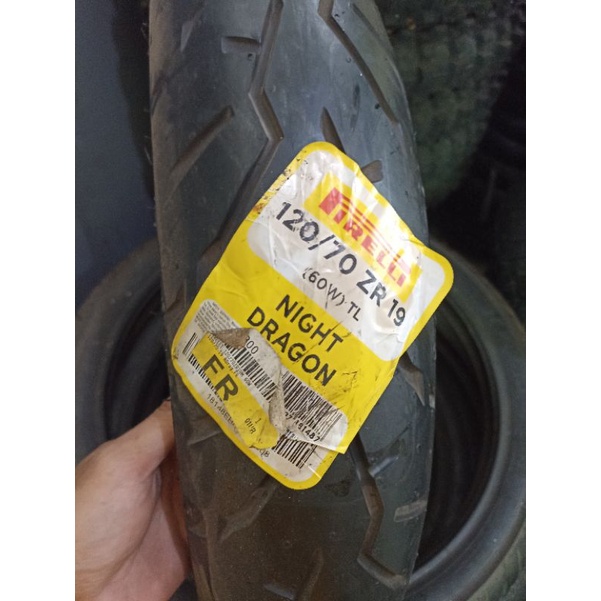 PIRELLI
120/70 ZR 19
(60W) TL
NIGHT
DRAGON
FR